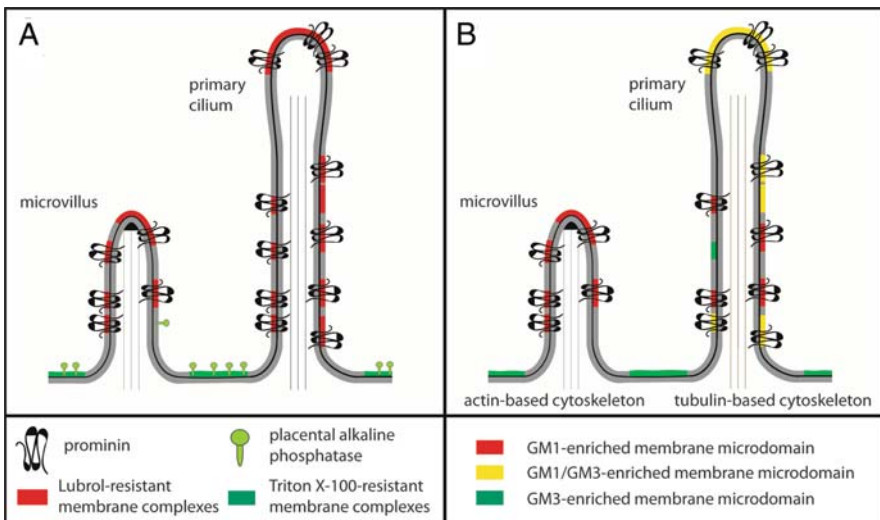 A
primary
cilium
microvillus
B
primary
cilium
microvillus
actin-based cytoskeleton
tubulin-based cytoskeleton
prominin
placental alkaline
phosphatase
Lubrol-resistant
membrane complexes
Triton X-100-resistant
membrane complexes
GM1-enriched membrane microdomain
GM1/GM3-enriched membrane microdomain
GM3-enriched membrane microdomain